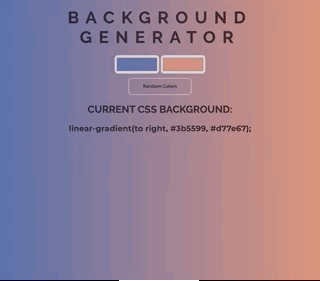 BACKGROUND
GENERATOR
Random Colors
CURRENT CSS BACKGROUND:
linear-gradient(to right, #3b5599, #d77e67);